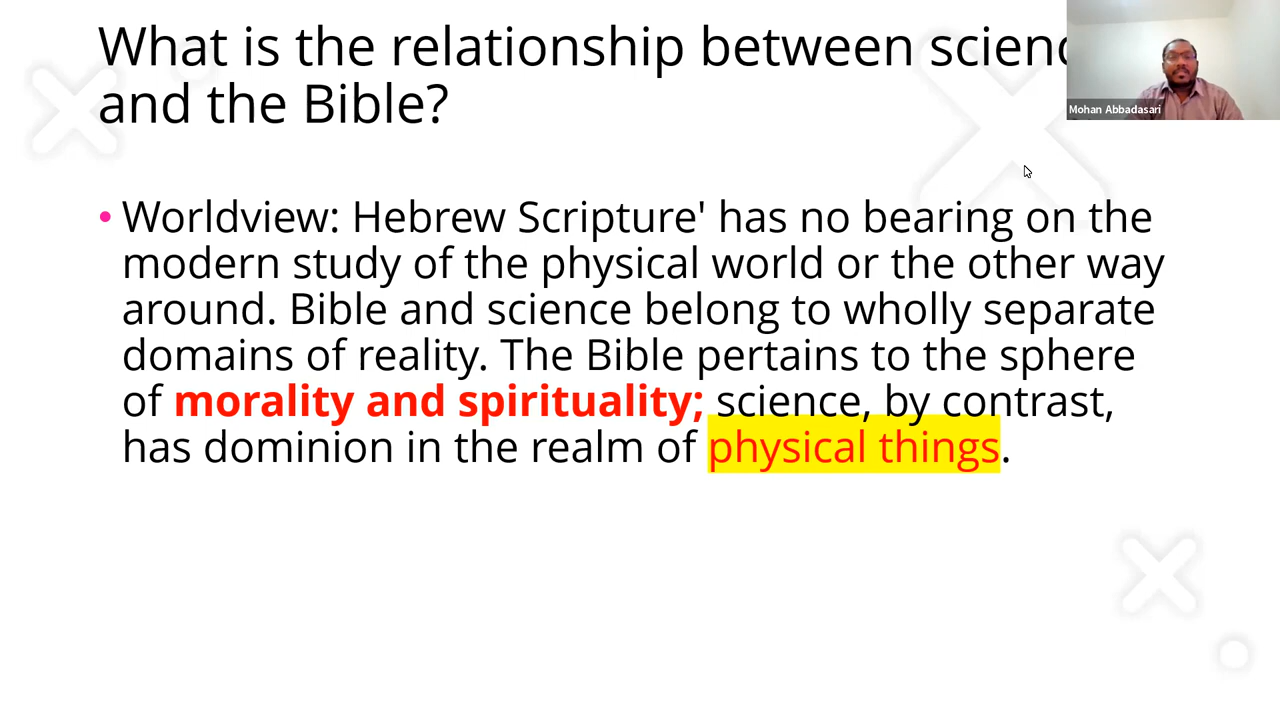 What is the relationship between scienc
and the Bible?
Mohan Abbadasari
• Worldview: Hebrew Scripture' has no bearing on the
modern study of the physical world or the other way
around. Bible and science belong to wholly separate
domains of reality. The Bible pertains to the sphere
of morality and spirituality; science, by contrast,
has dominion in the realm of physical things.